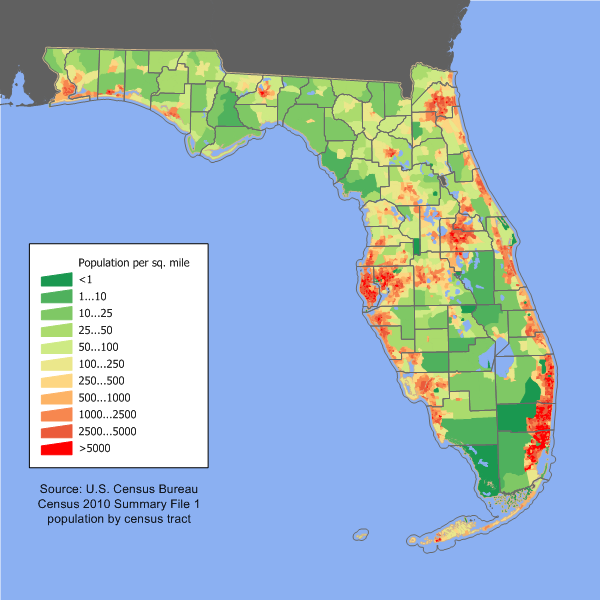 Population per sq. mile
<1
1...10
10...25
25...50
50...100
100...250
250...500
500...1000
1000...2500
2500...5000
>5000
Source: U.S. Census Bureau
Census 2010 Summary File 1
population by census tract